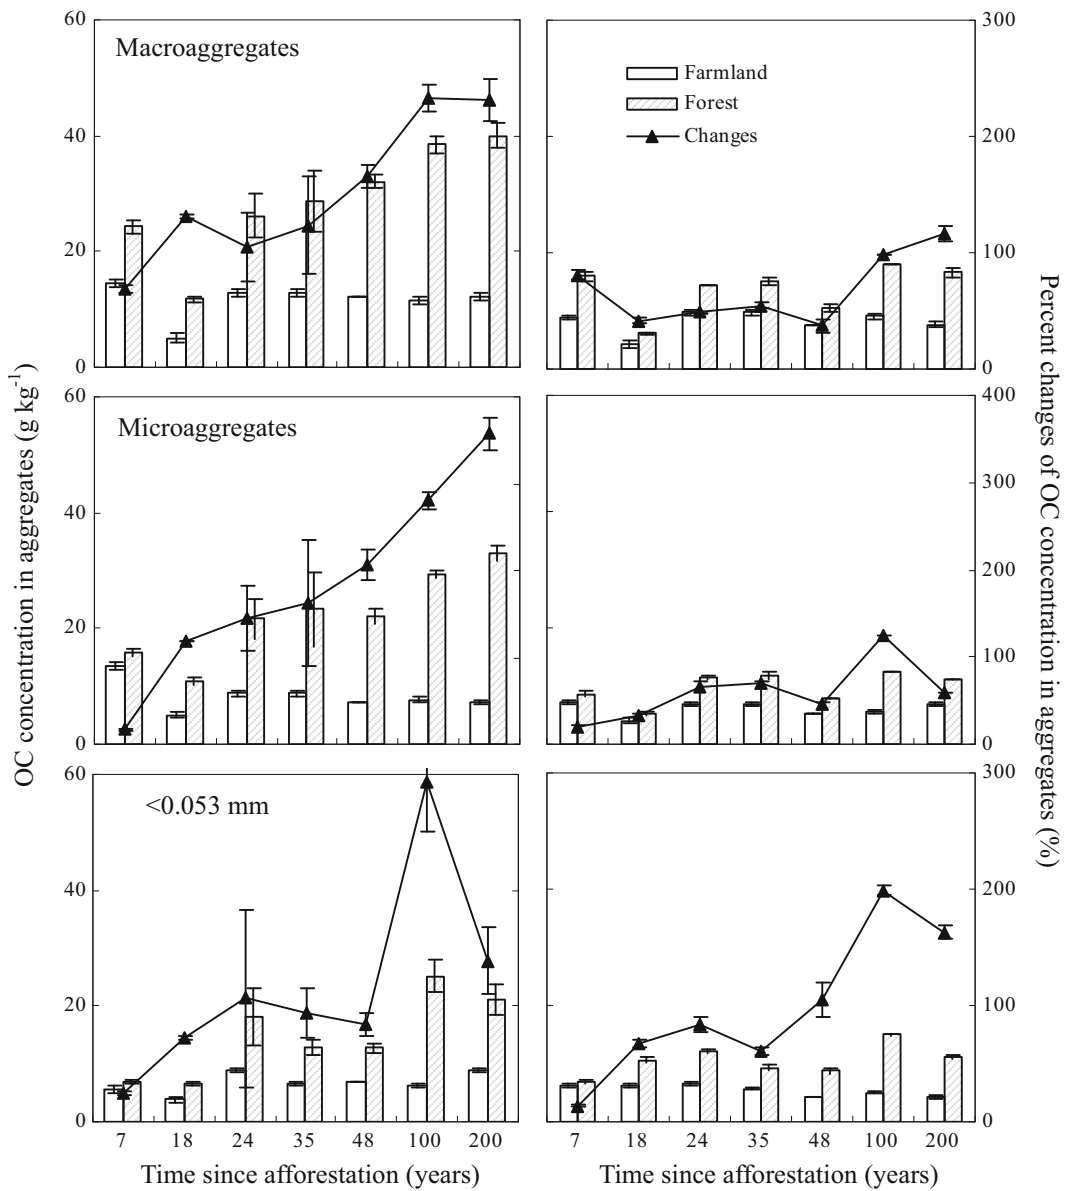 60
Macroaggregates
40
20
0
300
Farmland
Forest
Changes
200
100
0
OC concentration in aggregates (g kg-1)
Percent changes of OC concentration in aggregates (%)
60
Microaggregates
40
20
0
400
300
200
100
0
60
<0.053 mm
40
20
0
300
200
100
0
7 18 24 35 48 100 200
7 18 24 35 48 100 200
Time since afforestation (years)
Time since afforestation (years)